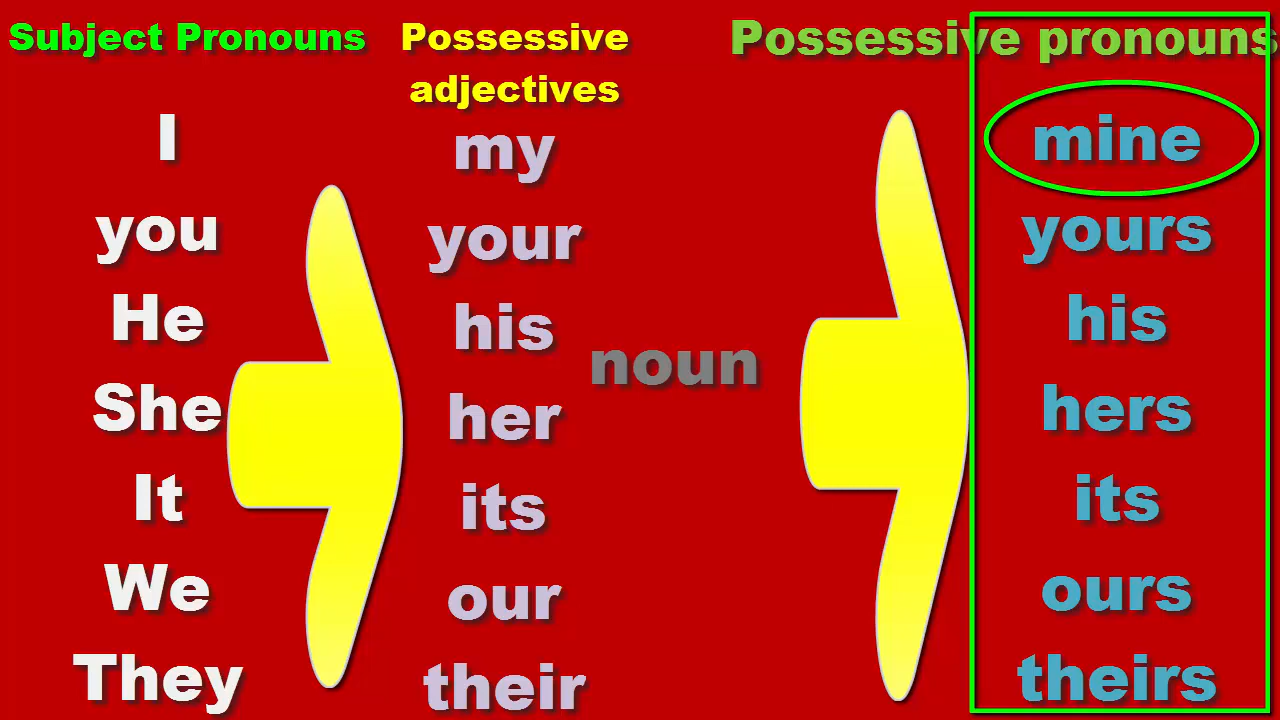 Subject Pronouns Possessive adjectives Possessive pronouns
I my mine
you your yours
He his his
noun
She her hers
It its its
We our ours
They their theirs